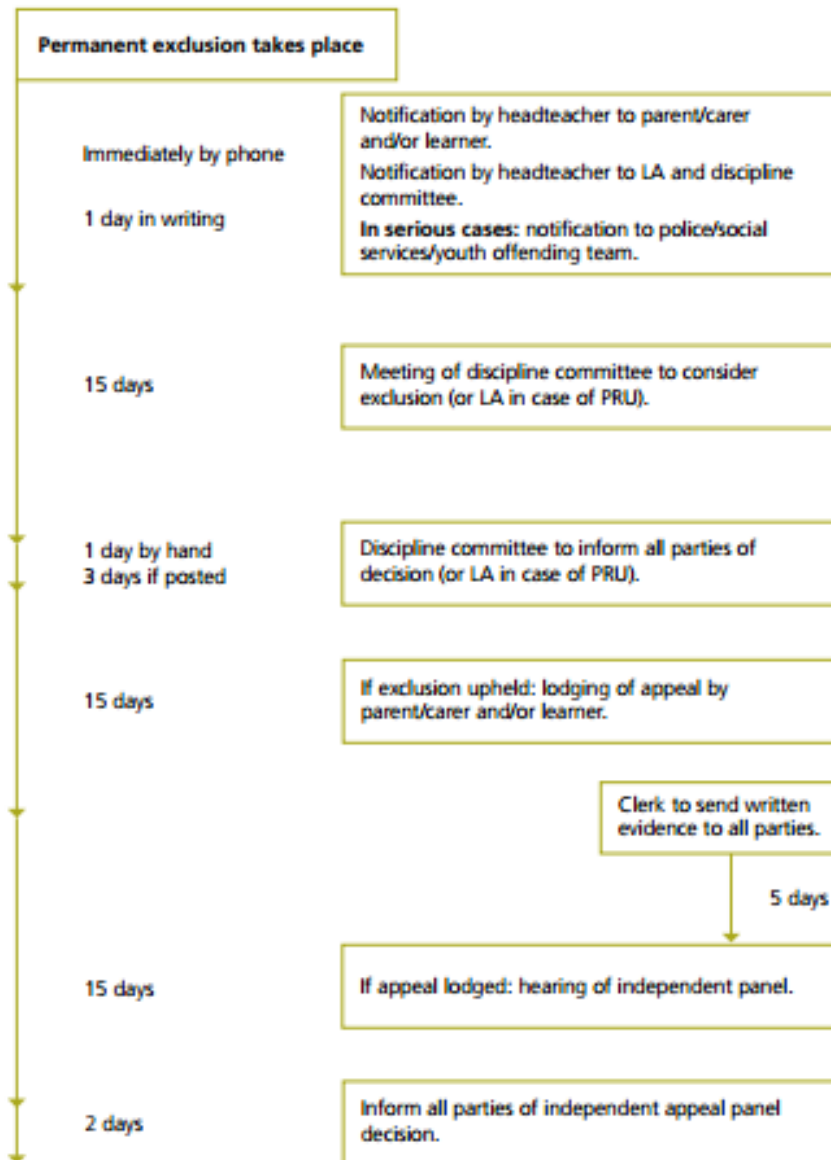 Permanent exclusion takes place
Immediately by phone
1 day in writing
Notification by headteacher to parent/carer
and/or learner.
Notification by headteacher to LA and discipline
committee.
In serious cases: notification to police/social
services/youth offending team.
15 days
Meeting of discipline committee to consider
exclusion (or LA in case of PRU).
1 day by hand
3 days if posted
Discipline committee to inform all parties of
decision (or LA in case of PRU).
15 days
If exclusion upheld: lodging of appeal by
parent/carer and/or learner.
Clerk to send written
evidence to all parties.
5 days
15 days
If appeal lodged: hearing of independent panel.
2 days
Inform all parties of independent appeal panel
decision.